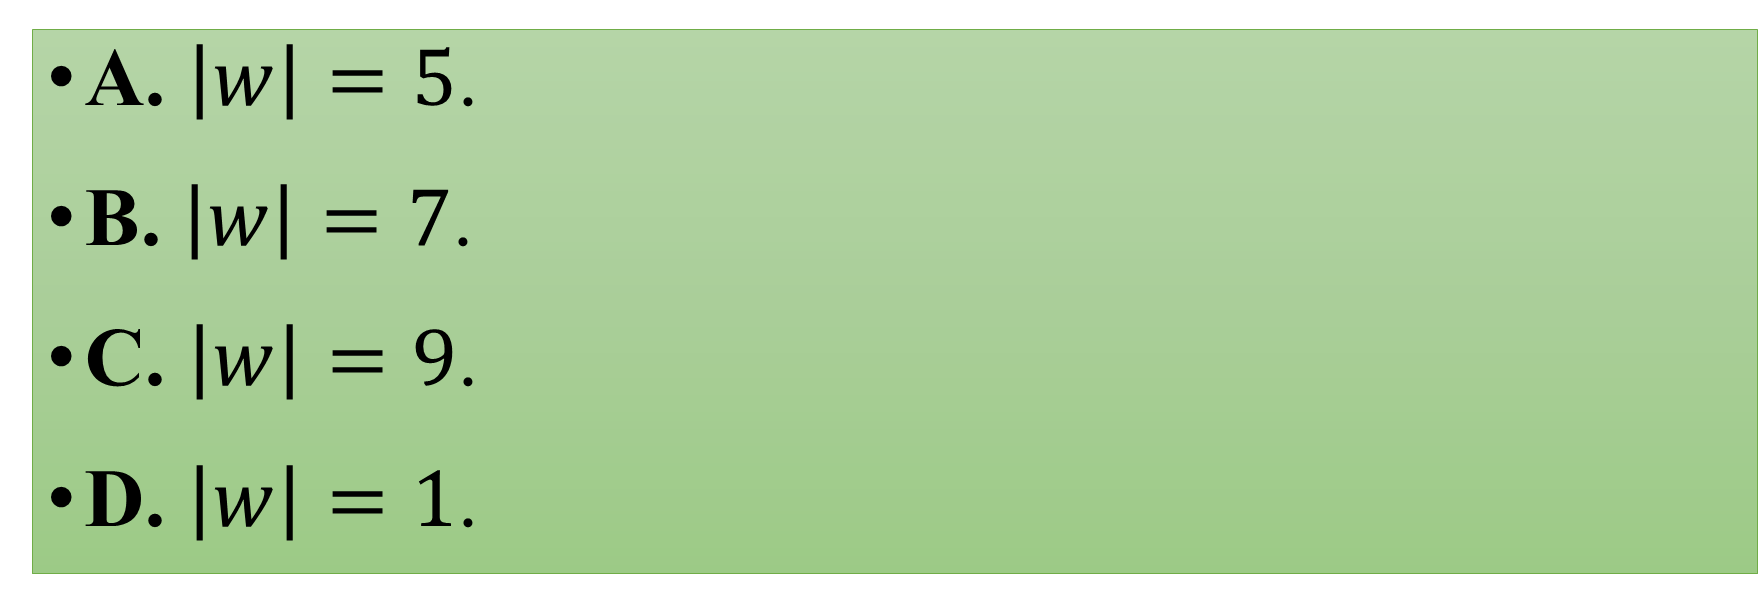 • A. |w| = 5.
• B. |w| = 7.
• C. |w| = 9.
• D. |w| = 1.